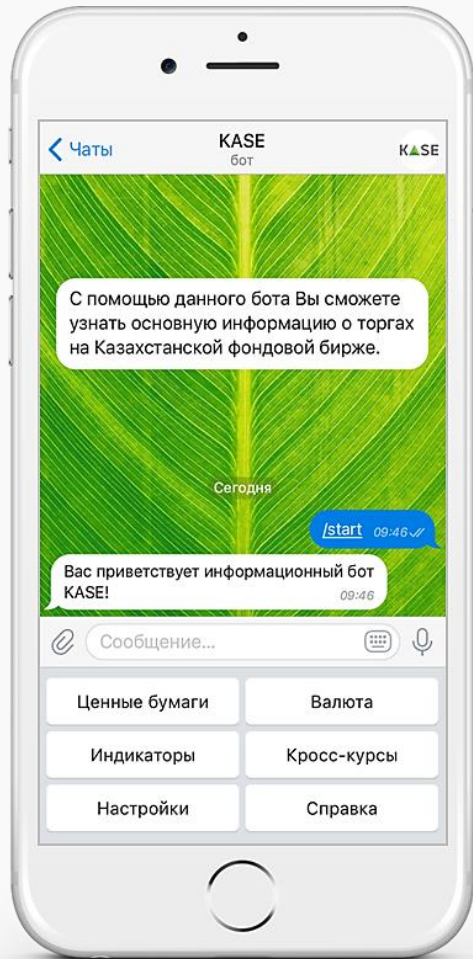 Чаты
KASE
бот
KASE
С помощью данного бота Вы сможете
узнать основную информацию о торгах
на Казахстанской фондовой бирже.
Сегодня
/start 09:46
Вас приветствует информационный бот
KASE!
09:46
Сообщение...
Ценные бумаги
Валюта
Индикаторы
Кросс-курсы
Настройки
Справка